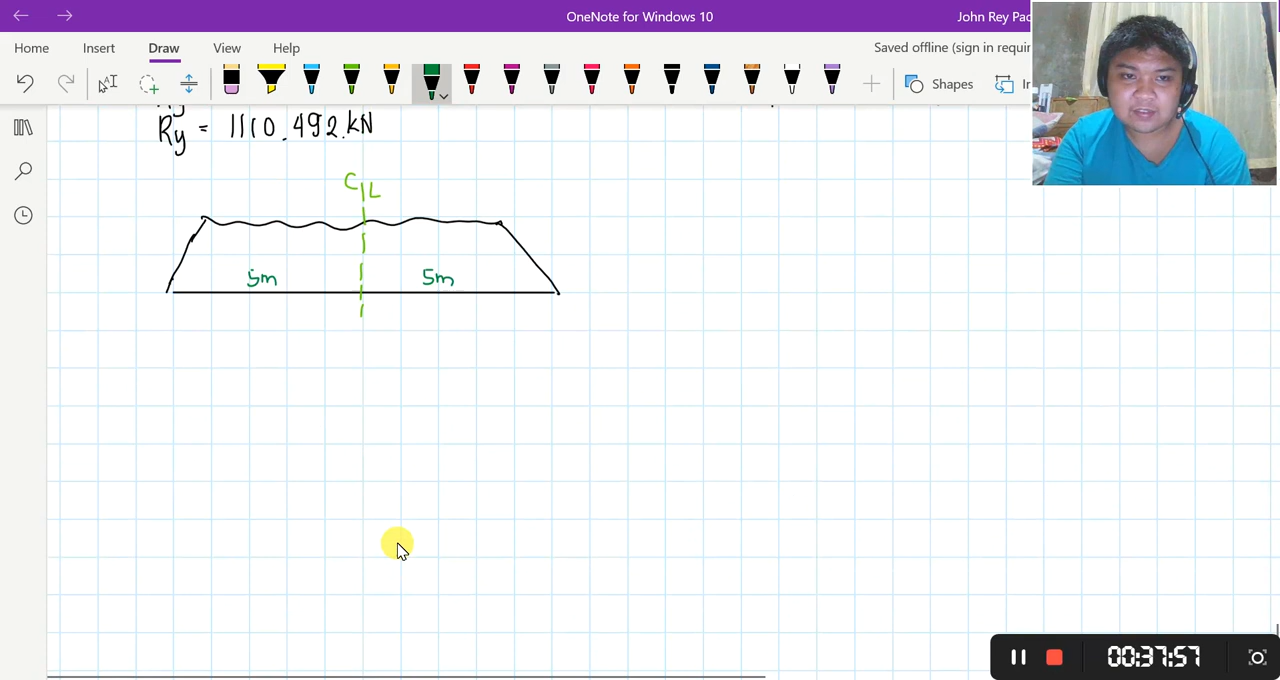 OneNote for Windows 10
John Rey Pac
Home Insert Draw View Help
Saved offline (sign in requir
Shapes
In
Ry = 1110.492 kN
CL
5m 5m
00:37:57